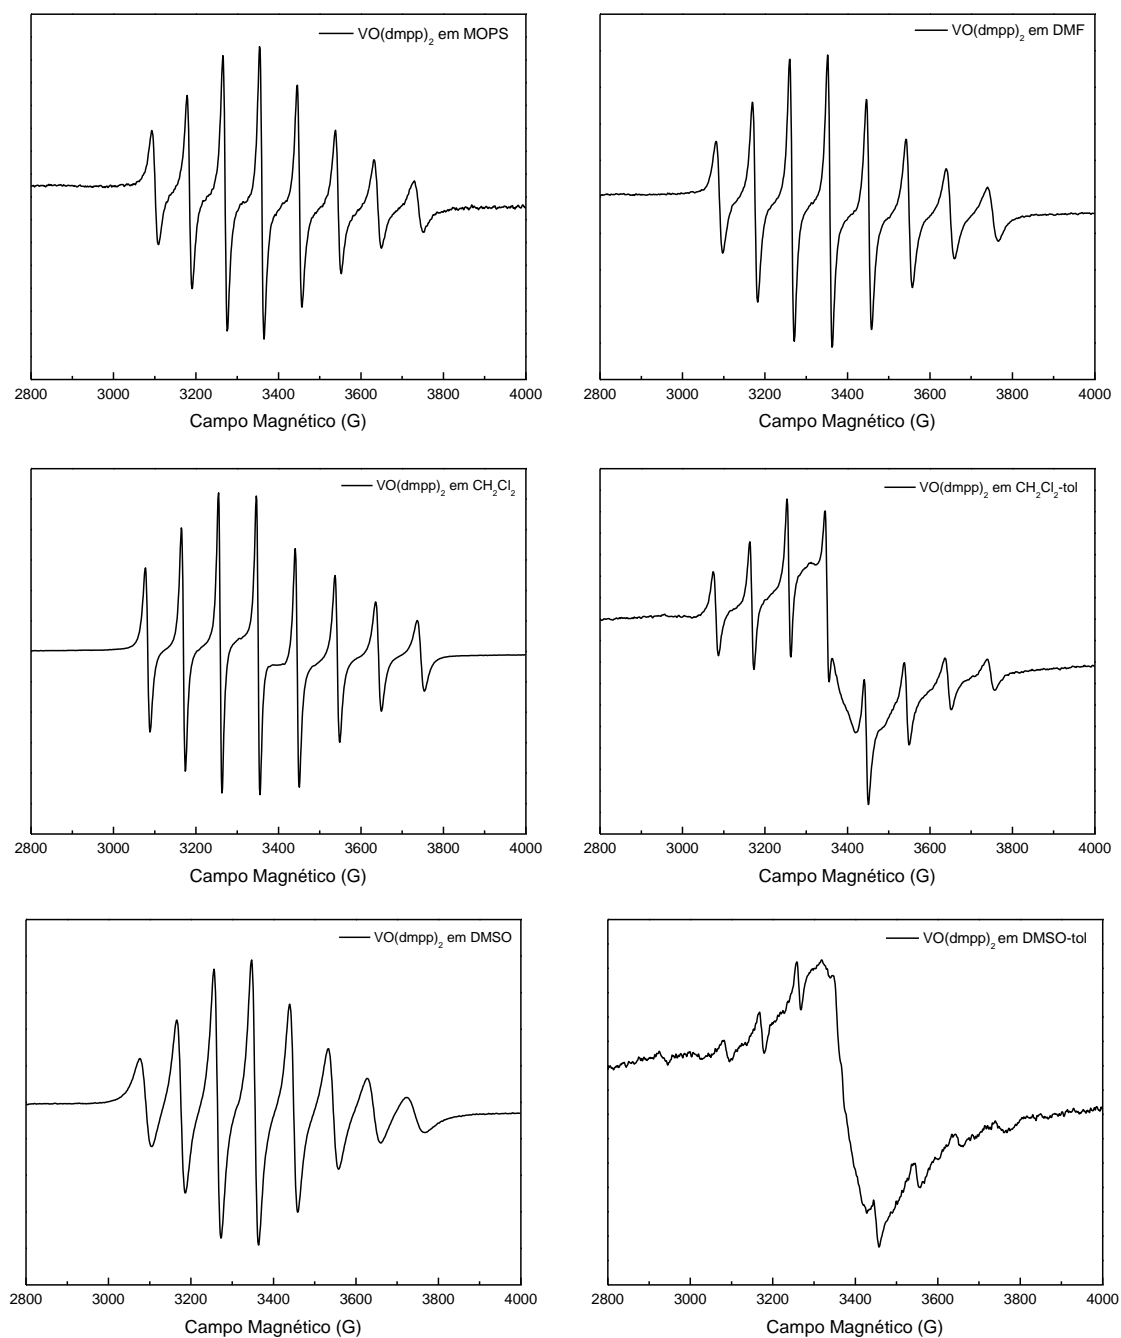 VO(dmpp)₂ em MOPS
2800 3000 3200 3400 3600 3800 4000
Campo Magnético (G)
VO(dmpp)₂ em DMF
2800 3000 3200 3400 3600 3800 4000
Campo Magnético (G)
VO(dmpp)₂ em CH₂Cl₂
2800 3000 3200 3400 3600 3800 4000
Campo Magnético (G)
VO(dmpp)₂ em CH₂Cl₂-tol
2800 3000 3200 3400 3600 3800 4000
Campo Magnético (G)
VO(dmpp)₂ em DMSO
2800 3000 3200 3400 3600 3800 4000
Campo Magnético (G)
VO(dmpp)₂ em DMSO-tol
2800 3000 3200 3400 3600 3800 4000
Campo Magnético (G)